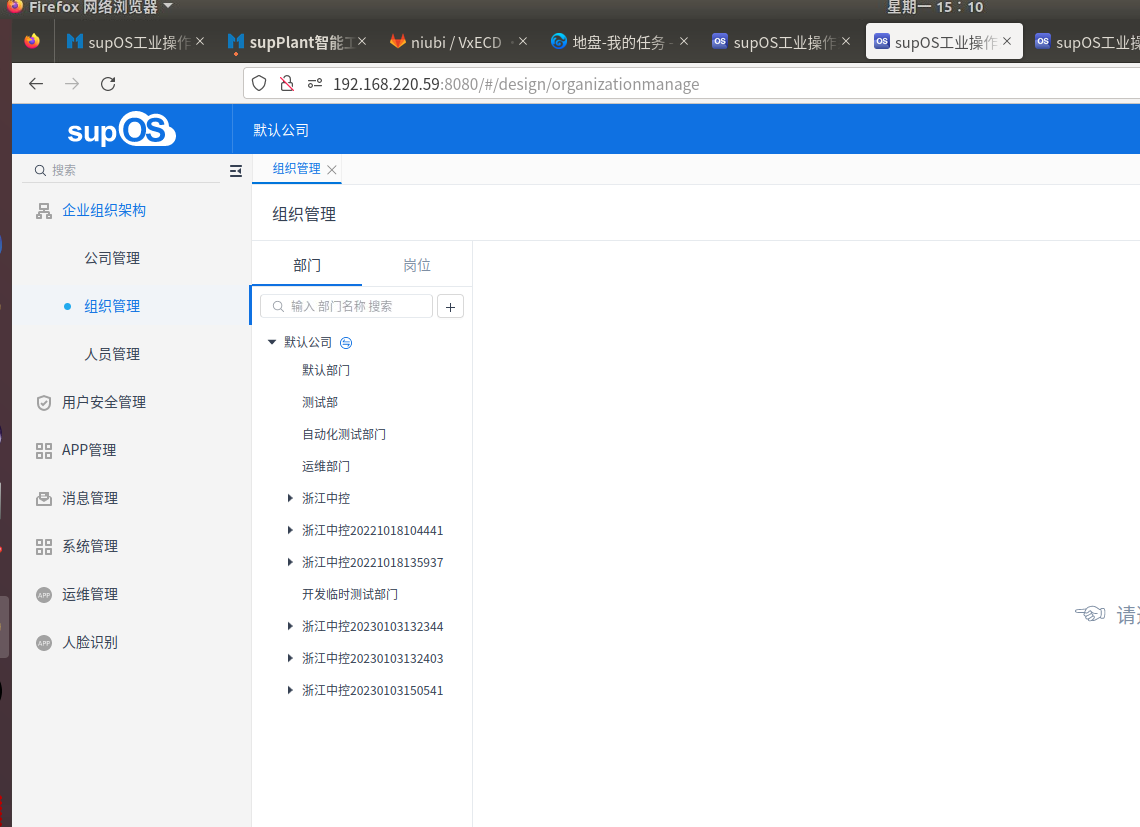 Firefox 网络浏览器
星期一 15：10
supOS工业操作
supPlant智能工
niubi / VxECD
地盘-我的任务
supOS工业操作
supOS工业操作
supOS工业操
192.168.220.59:8080/#/design/organizationmanage
supOS
默认公司
搜索
组织管理
企业组织架构
公司管理
组织管理
人员管理
用户安全管理
APP管理
消息管理
系统管理
APP 运维管理
APP 人脸识别
组织管理
部门
岗位
输入 部门名称 搜索
+
默认公司
默认部门
测试部
自动化测试部门
运维部门
浙江中控
浙江中控20221018104441
浙江中控20221018135937
开发临时测试部门
浙江中控20230103132344
浙江中控20230103132403
浙江中控20230103150541
请